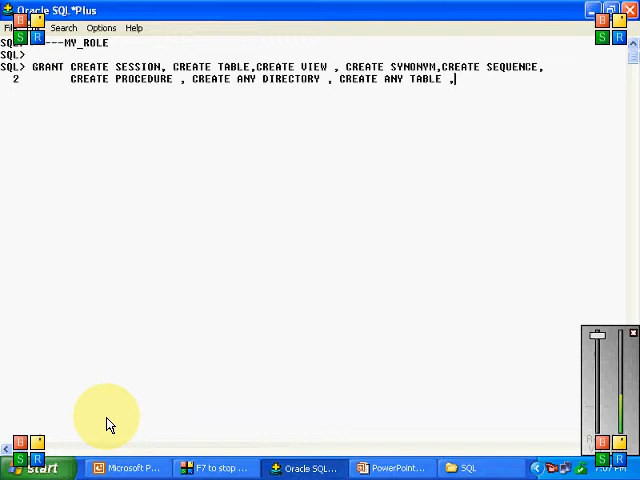 Oracle SQL*Plus
Search Options Help
SQL> ----MY_ROLE
SQL>
SQL> GRANT CREATE SESSION, CREATE TABLE,CREATE VIEW , CREATE SYNONYM,CREATE SEQUENCE,
2 CREATE PROCEDURE , CREATE ANY DIRECTORY , CREATE ANY TABLE ,
B
S R
B
S R
B
S R
B
S R
start Microsoft P... F7 to stop ... Oracle SQL... PowerPoint... SQL